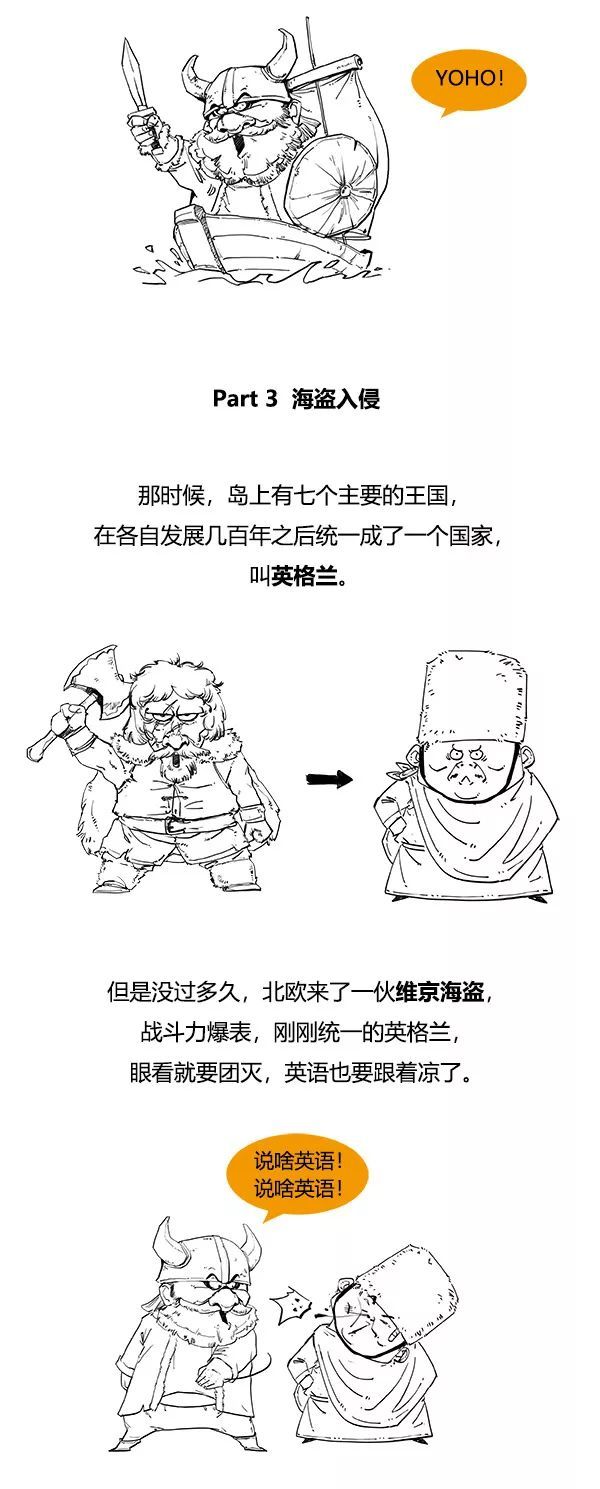 YOHO!
Part 3 海盗入侵
那时候，岛上有七个主要的王国，
在各自发展几百年之后统一成了一个国家，
叫英格兰。
但是没过多久，北欧来了一伙维京海盗，
战斗力爆表，刚刚统一的英格兰，
眼看就要团灭，英语也要跟着凉了。
说啥英语！
说啥英语！